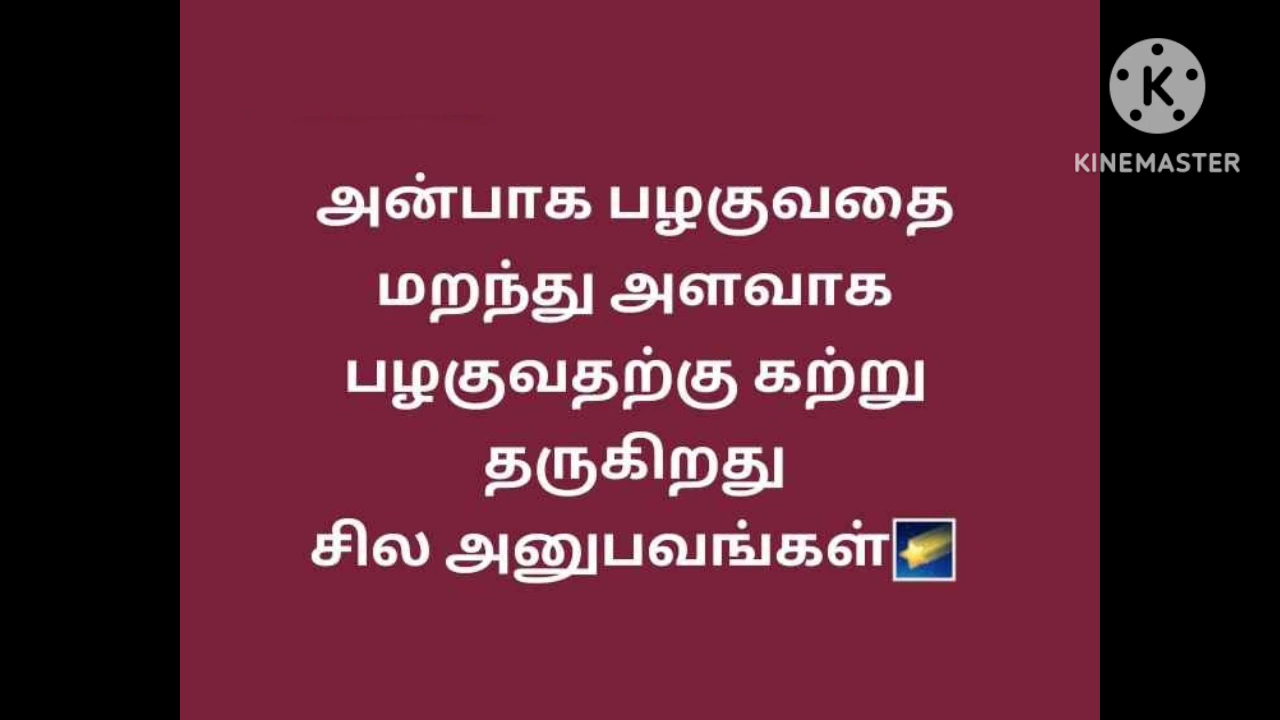 அன்பாக பழகுவதை
மறந்து அளவாக
பழகுவதற்கு கற்று
தருகிறது
சில அனுபவங்கள்🌠
K
KINEMASTER